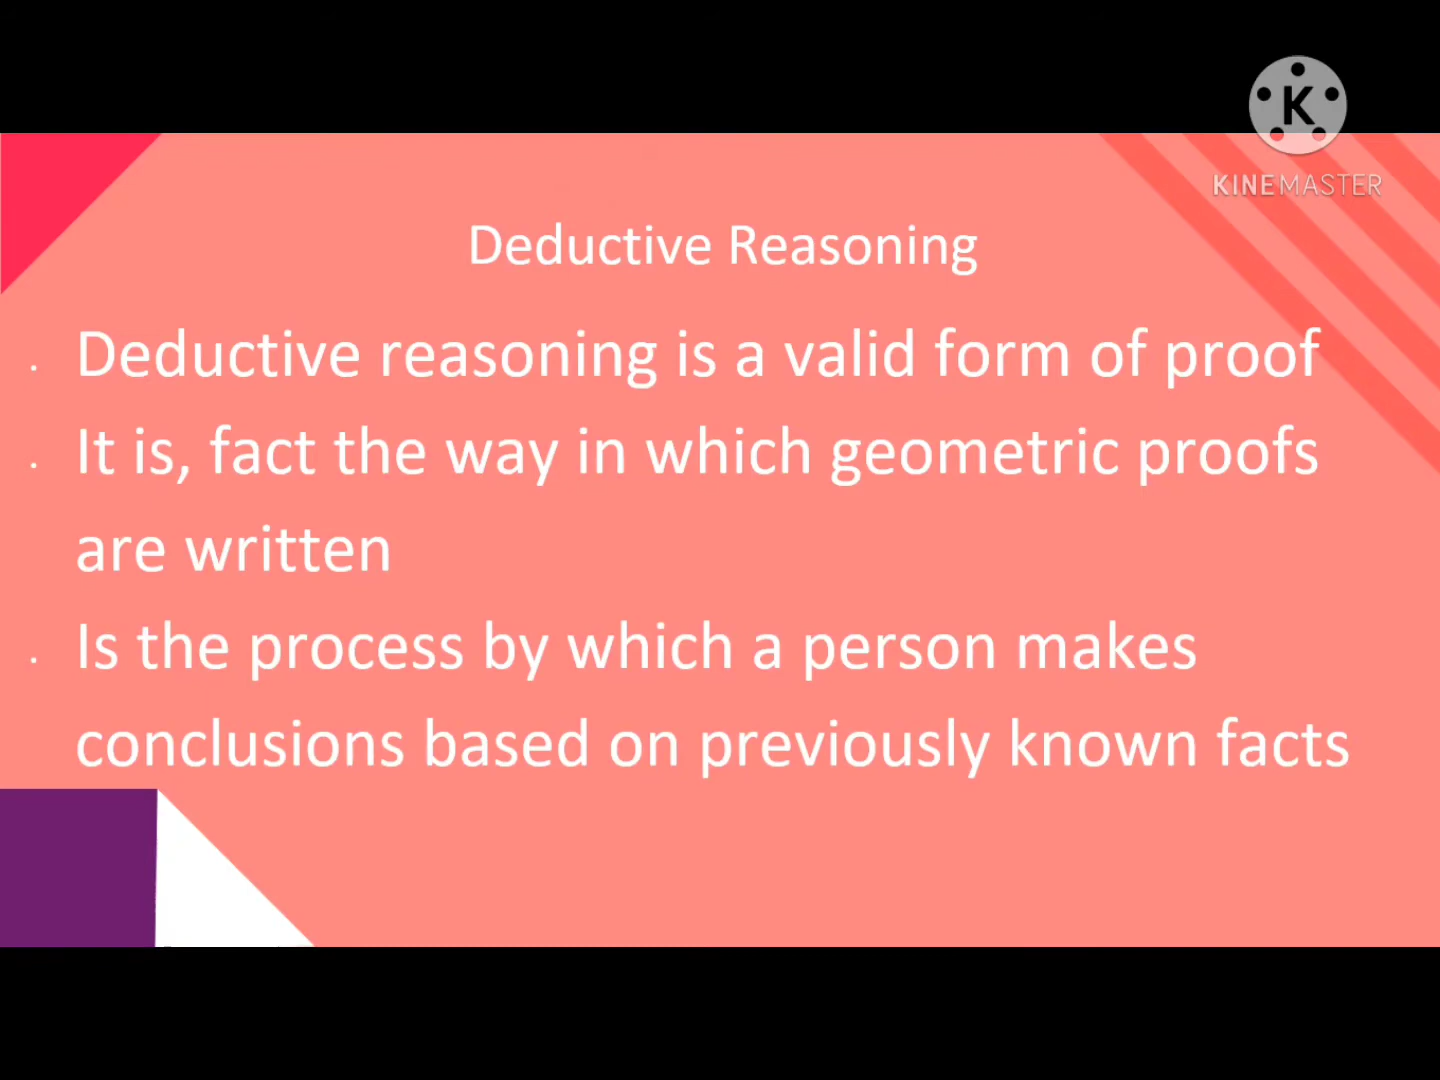 K
KINEMASTER
Deductive Reasoning
. Deductive reasoning is a valid form of proof
. It is, fact the way in which geometric proofs
are written
. Is the process by which a person makes
conclusions based on previously known facts